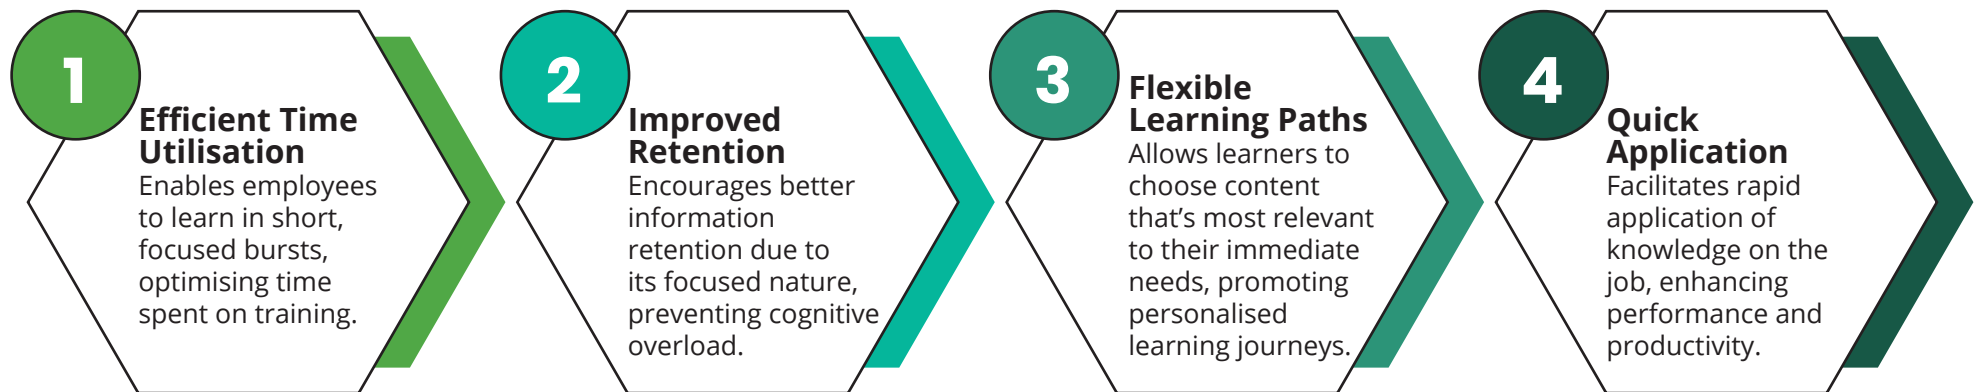 1
Efficient Time
Utilisation
Enables employees
to learn in short,
focused bursts,
optimising time
spent on training.
2
Improved
Retention
Encourages better
information
retention due to
its focused nature,
preventing cognitive
overload.
3
Flexible
Learning Paths
Allows learners to
choose content
that’s most relevant
to their immediate
needs, promoting
personalised
learning journeys.
4
Quick
Application
Facilitates rapid
application of
knowledge on the
job, enhancing
performance and
productivity.